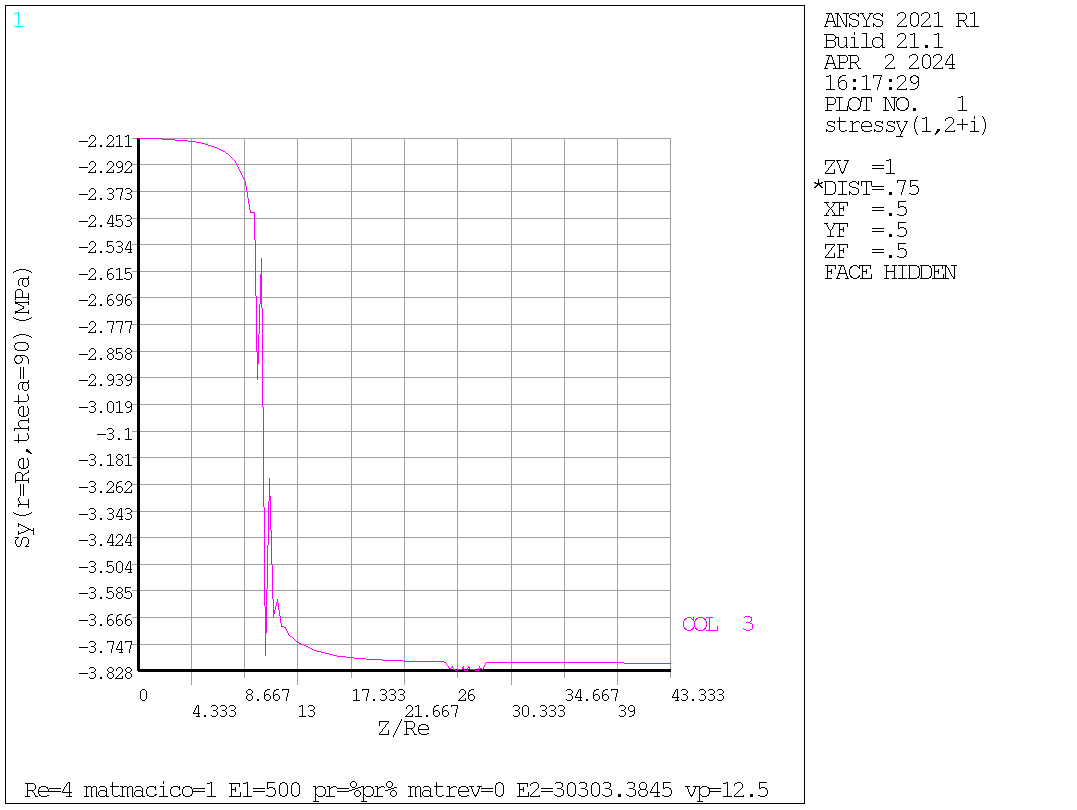 1
ANSYS 2021 R1
Build 21.1
APR  2 2024
16:17:29
PLOT NO.   1
stressy(1,2+i)
ZV  =1
*DIST=.75
XF  =.5
YF  =.5
ZF  =.5
FACE HIDDEN
Sy(r=Re,theta=90)(MPa)
-2.211
-2.292
-2.373
-2.453
-2.534
-2.615
-2.696
-2.777
-2.858
-2.939
-3.019
-3.1
-3.181
-3.262
-3.343
-3.424
-3.504
-3.585
-3.666
-3.747
-3.828
COL  3
0 8.667 17.333 26 34.667 43.333
4.333 13 21.667 30.333 39
Z/Re
Re=4 matmacico=1 E1=500 pr=%pr% matrev=0 E2=30303.3845 vp=12.5